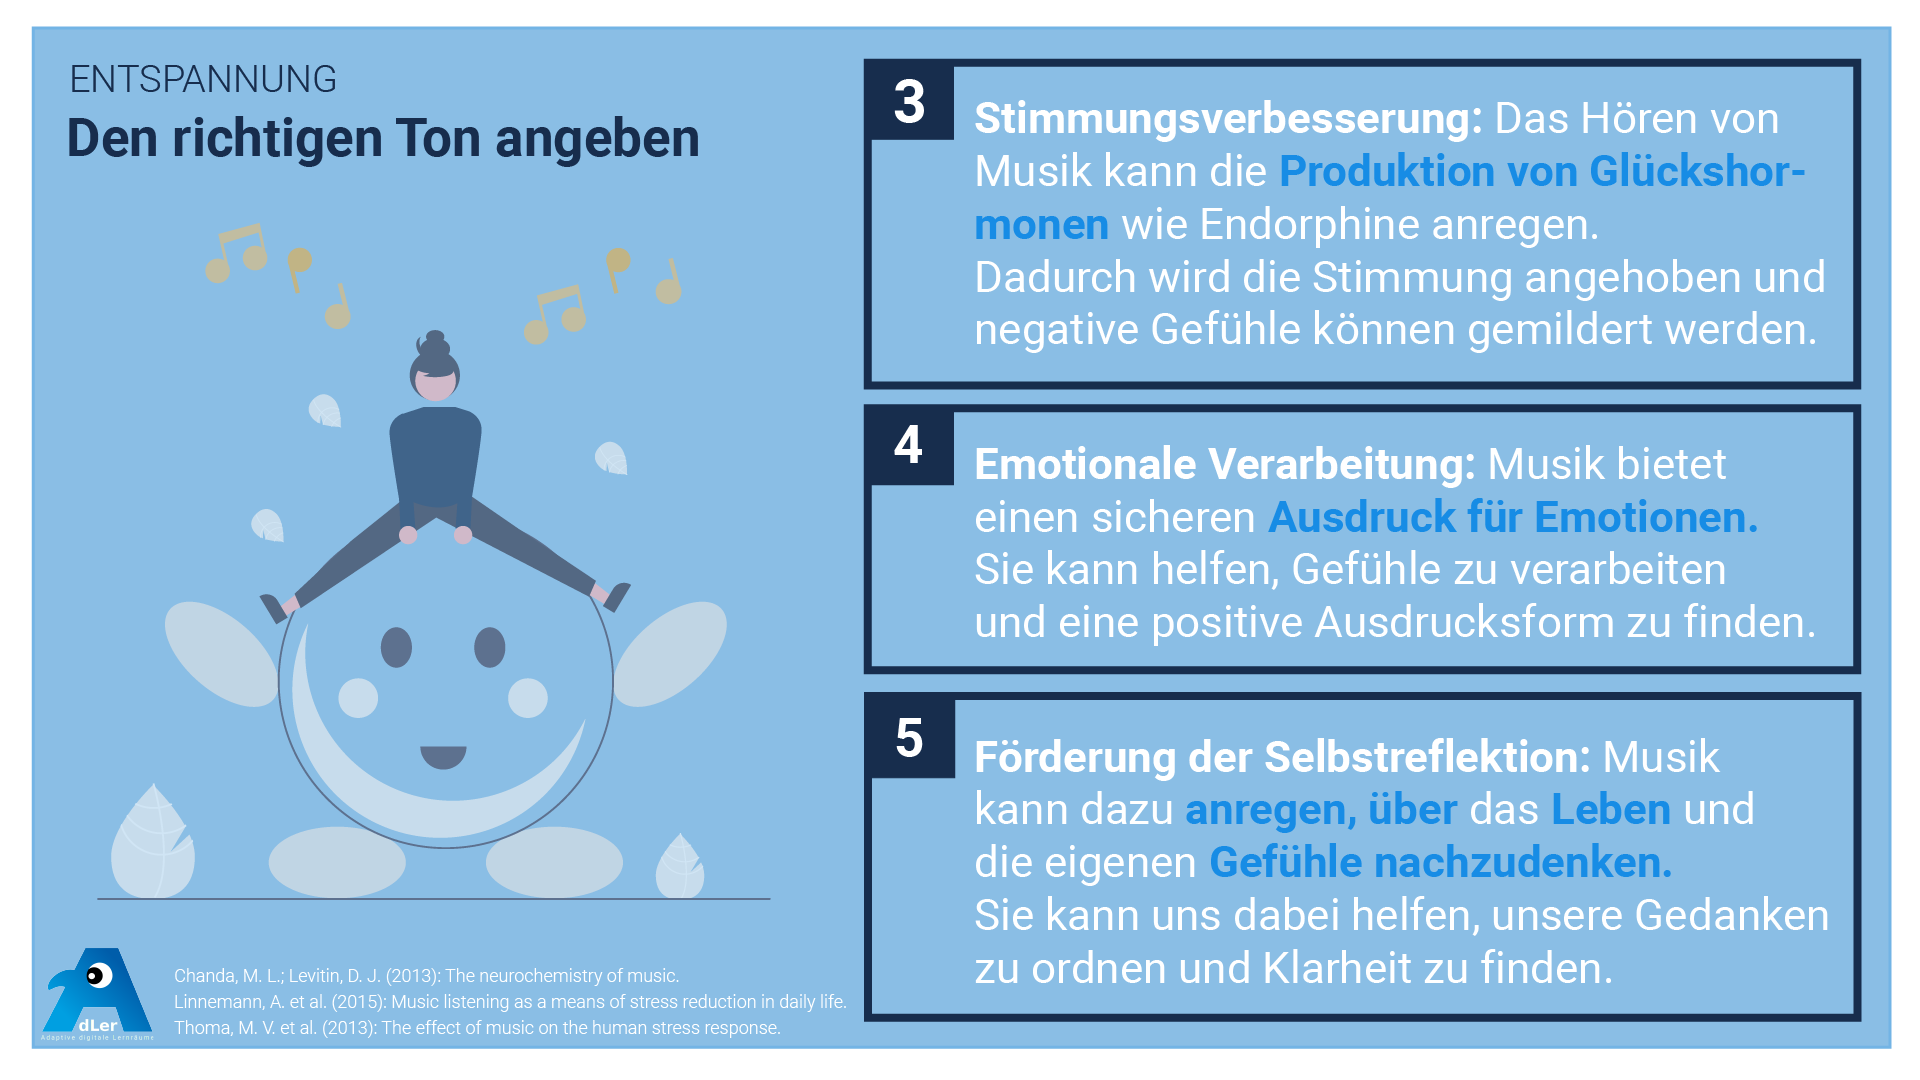 ENTSPANNUNG
Den richtigen Ton angeben
3
Stimmungsverbesserung: Das Hören von
Musik kann die Produktion von Glückshor-
monen wie Endorphine anregen.
Dadurch wird die Stimmung angehoben und
negative Gefühle können gemildert werden.
4
Emotionale Verarbeitung: Musik bietet
einen sicheren Ausdruck für Emotionen.
Sie kann helfen, Gefühle zu verarbeiten
und eine positive Ausdrucksform zu finden.
5
Förderung der Selbstreflektion: Musik
kann dazu anregen, über das Leben und
die eigenen Gefühle nachzudenken.
Sie kann uns dabei helfen, unsere Gedanken
zu ordnen und Klarheit zu finden.
Chanda, M. L.; Levitin, D. J. (2013): The neurochemistry of music.
Linnemann, A. et al. (2015): Music listening as a means of stress reduction in daily life.
Thoma, M. V. et al. (2013): The effect of music on the human stress response.
dLer
Adaptive digitale Lernräume